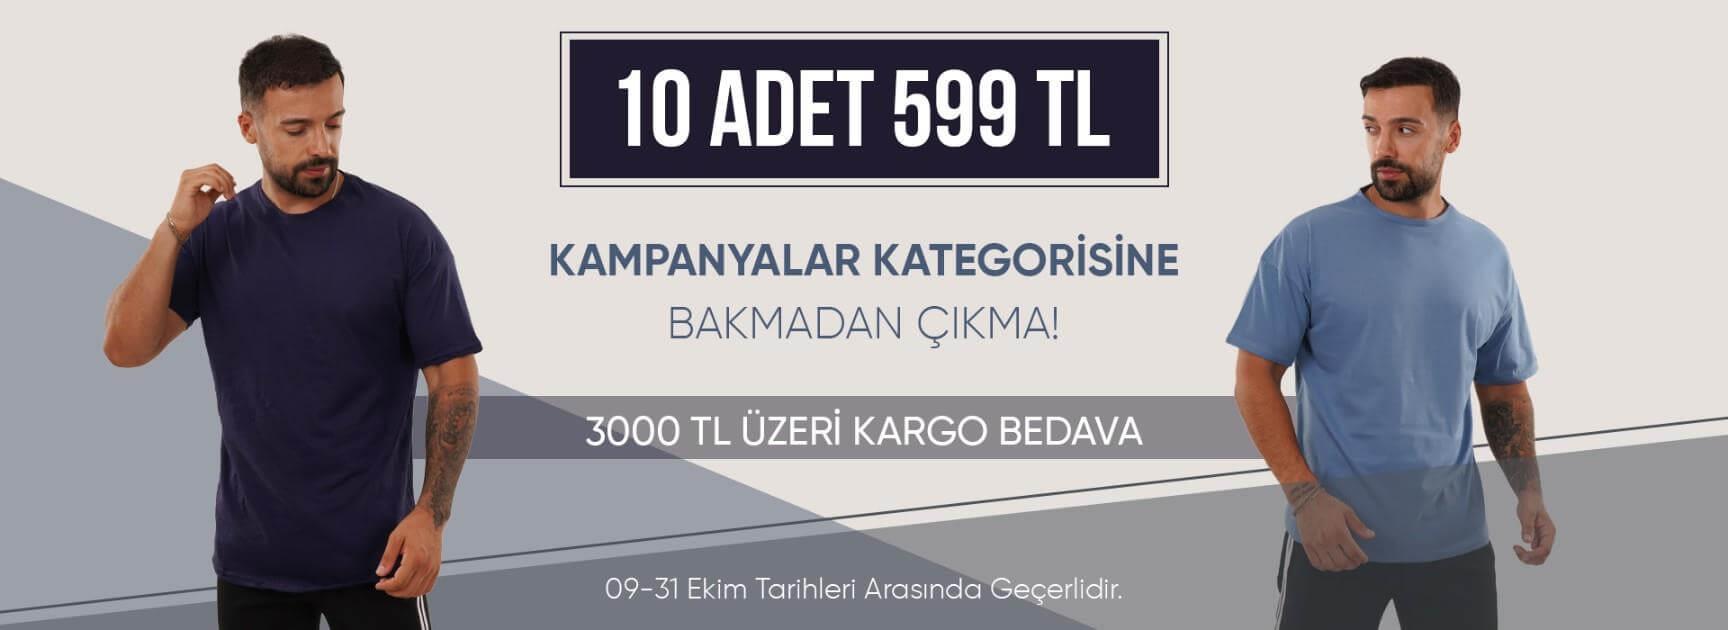 10 ADET 599 TL
KAMPANYALAR KATEGORİSİNE
BAKMADAN ÇIKMA!
3000 TL ÜZERİ KARGO BEDAVA
09-31 Ekim Tarihleri Arasında Geçerlidir.